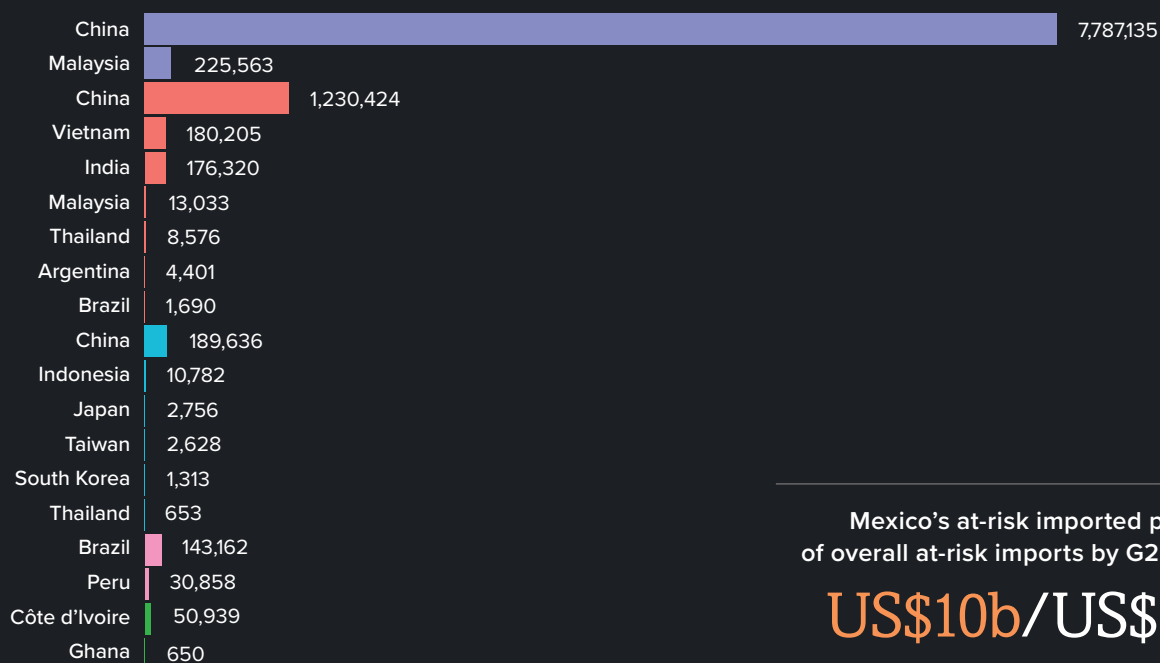 China 7,787,135
Malaysia 225,563
China 1,230,424
Vietnam 180,205
India 176,320
Malaysia 13,033
Thailand 8,576
Argentina 4,401
Brazil 1,690
China 189,636
Indonesia 10,782
Japan 2,756
Taiwan 2,628
South Korea 1,313
Thailand 653
Brazil 143,162
Peru 30,858
Côte d’Ivoire 50,939
Ghana 650
Mexico’s at-risk imported p
of overall at-risk imports by G2
US$10b/US$